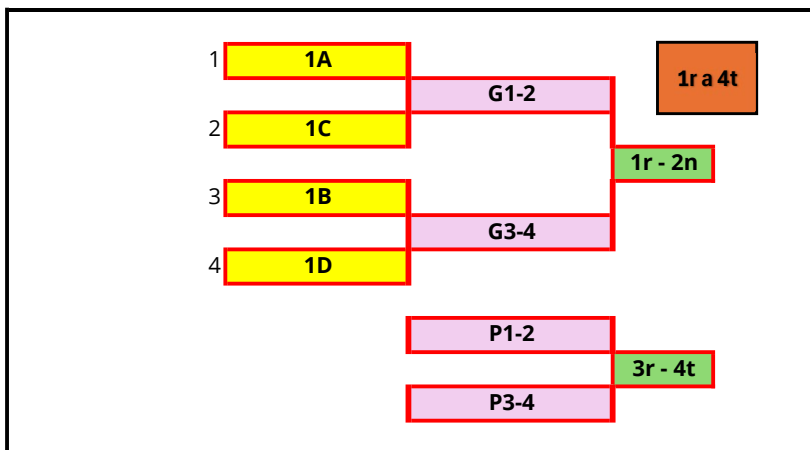 1 1A
1r a 4t
G1-2
2 1C
1r - 2n
3 1B
G3-4
4 1D
P1-2
3r - 4t
P3-4